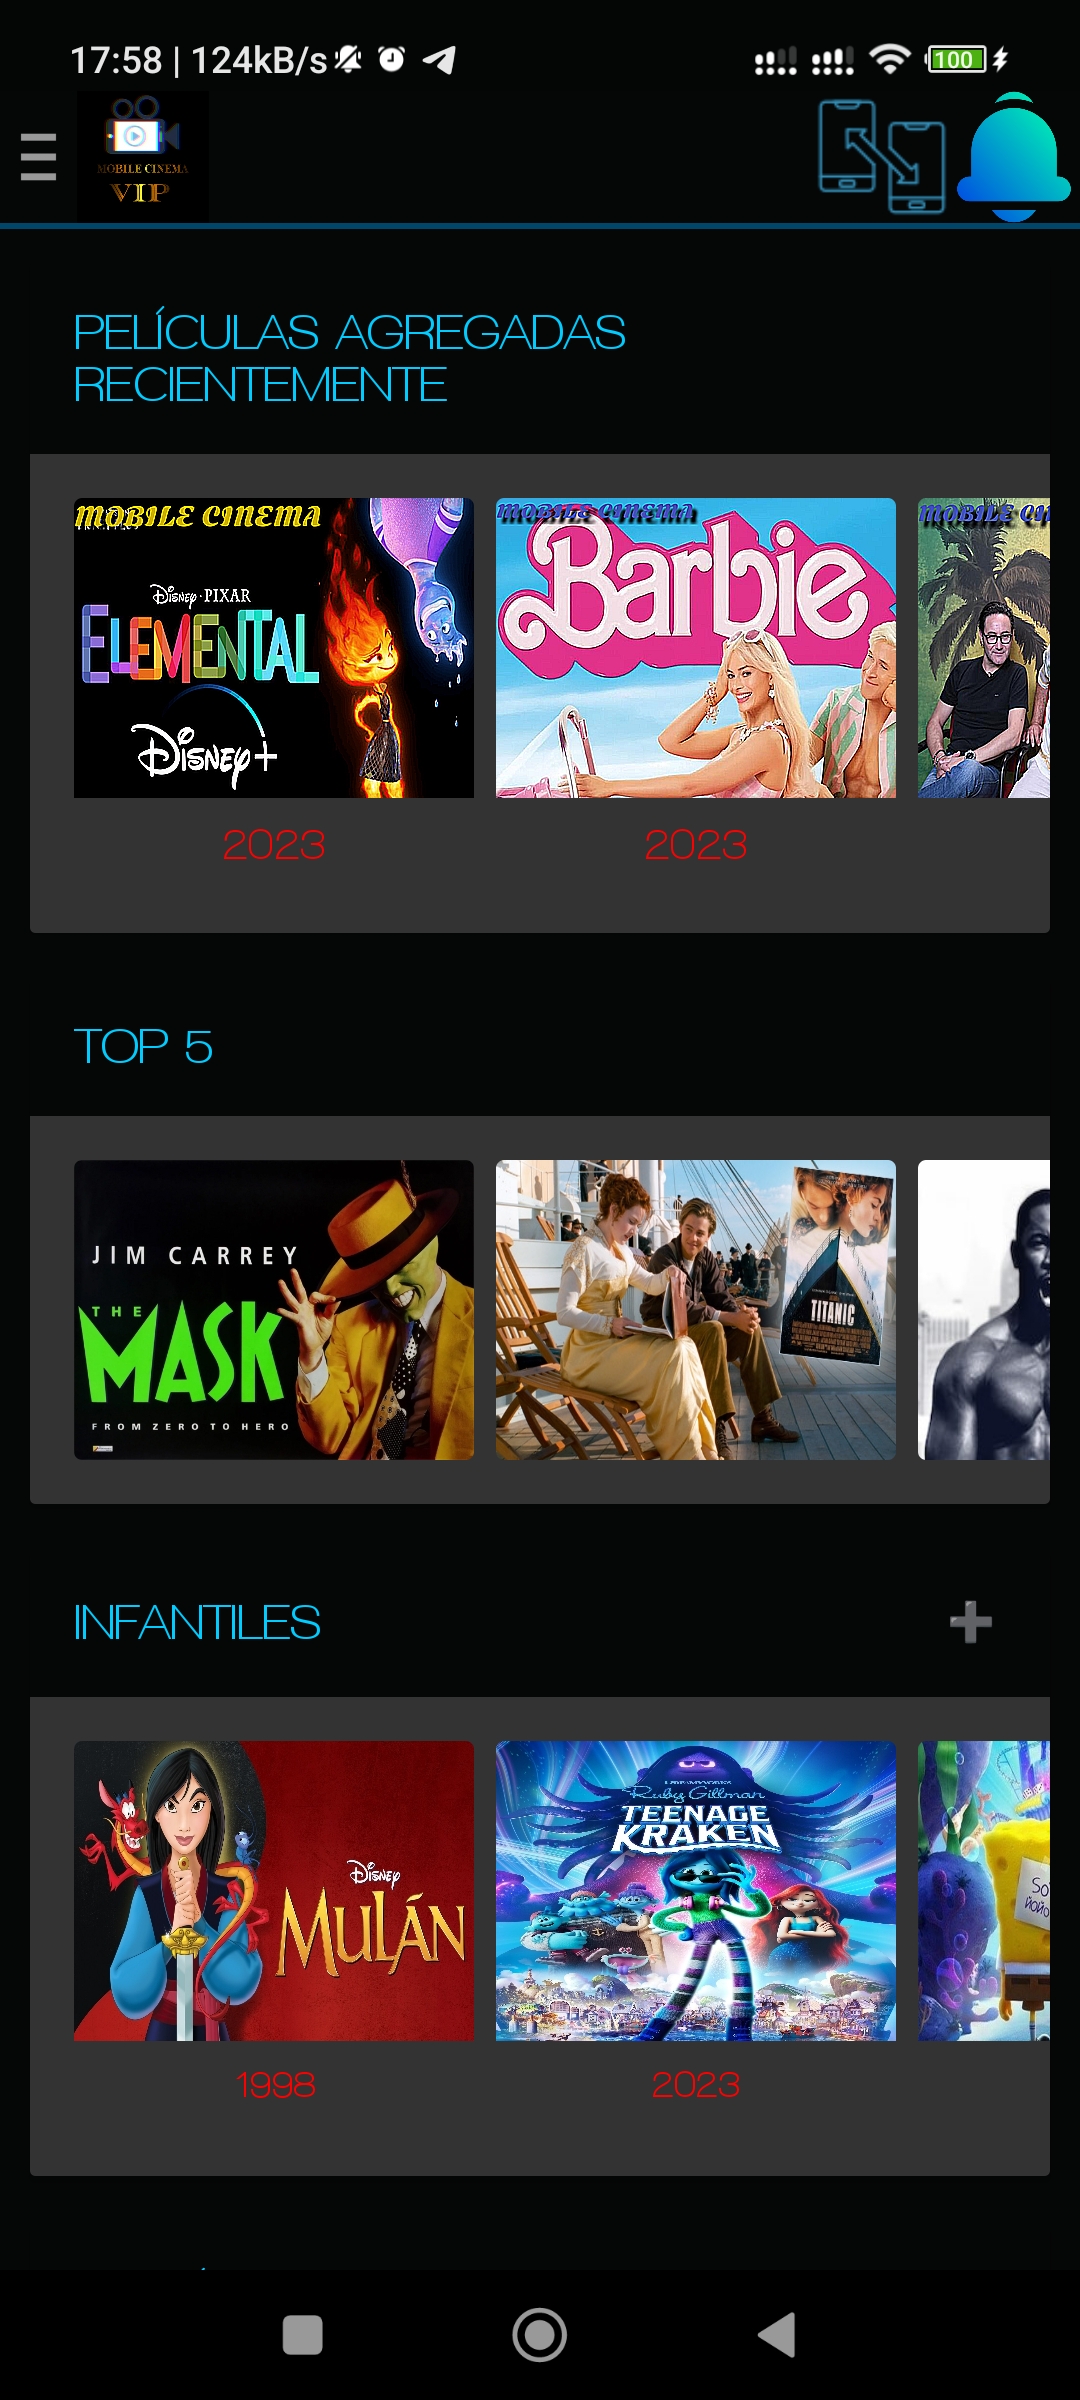 17:58 | 124kB/s
100
MOBILE CINEMA
VIP
PELÍCULAS AGREGADAS
RECIENTEMENTE
MOBILE CINEMA
Disney · PIXAR
ELEMENTAL
Disney+
2023
MOBILE CINEMA
Barbie
2023
MOBILE
TOP 5
JIM CARREY
THE
MASK
FROM ZERO TO HERO
TITANIC
INFANTILES
Disney
MULÁN
1998
Ruby Gillman
TEENAGE
KRAKEN
2023